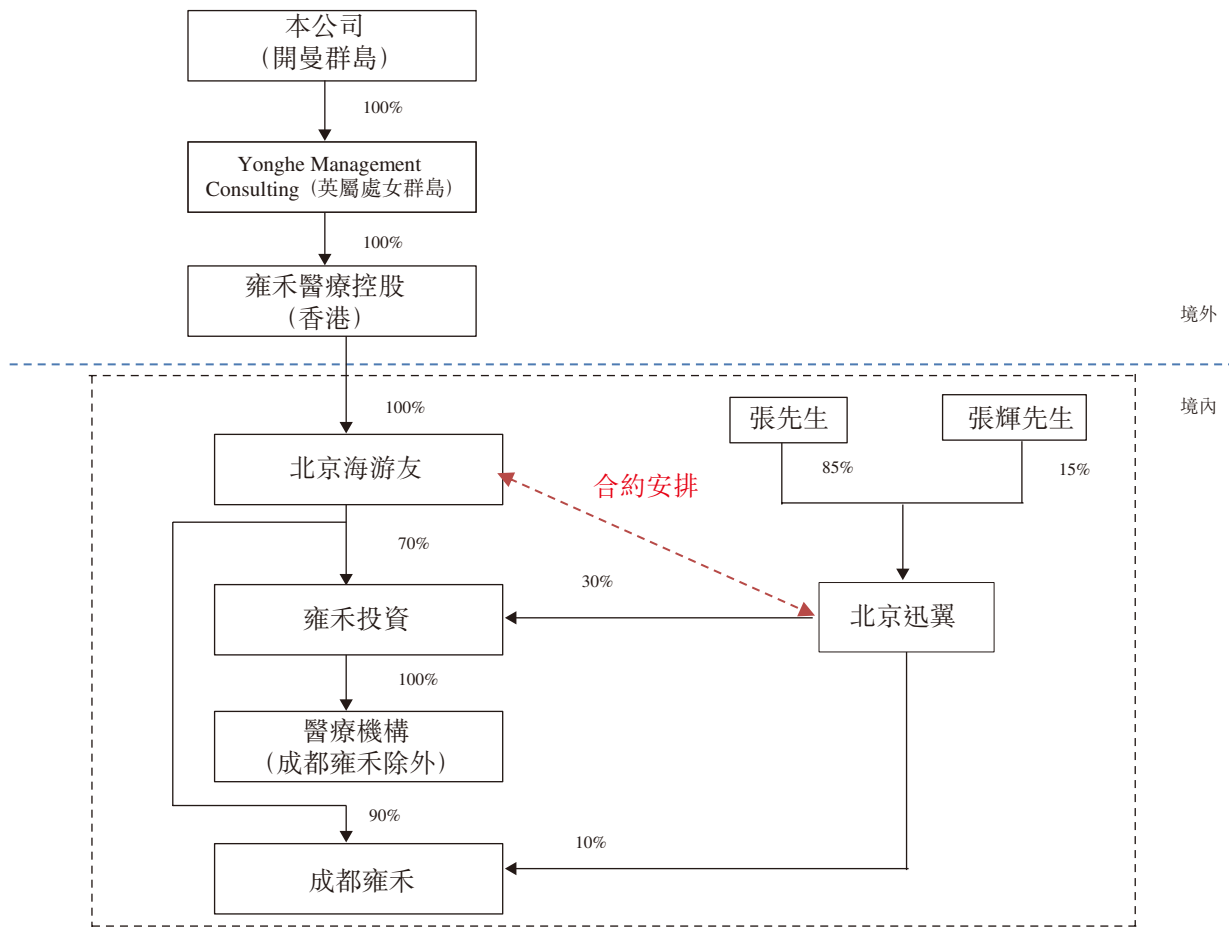 本公司
(開曼群島)
100%
Yonghe Management
Consulting (英屬處女群島)
100%
雍禾醫療控股
(香港)
境外
境內
100%
張先生
張輝先生
85%
15%
北京海游友
合約安排
70%
30%
雍禾投資
北京迅翼
100%
醫療機構
(成都雍禾除外)
90%
10%
成都雍禾